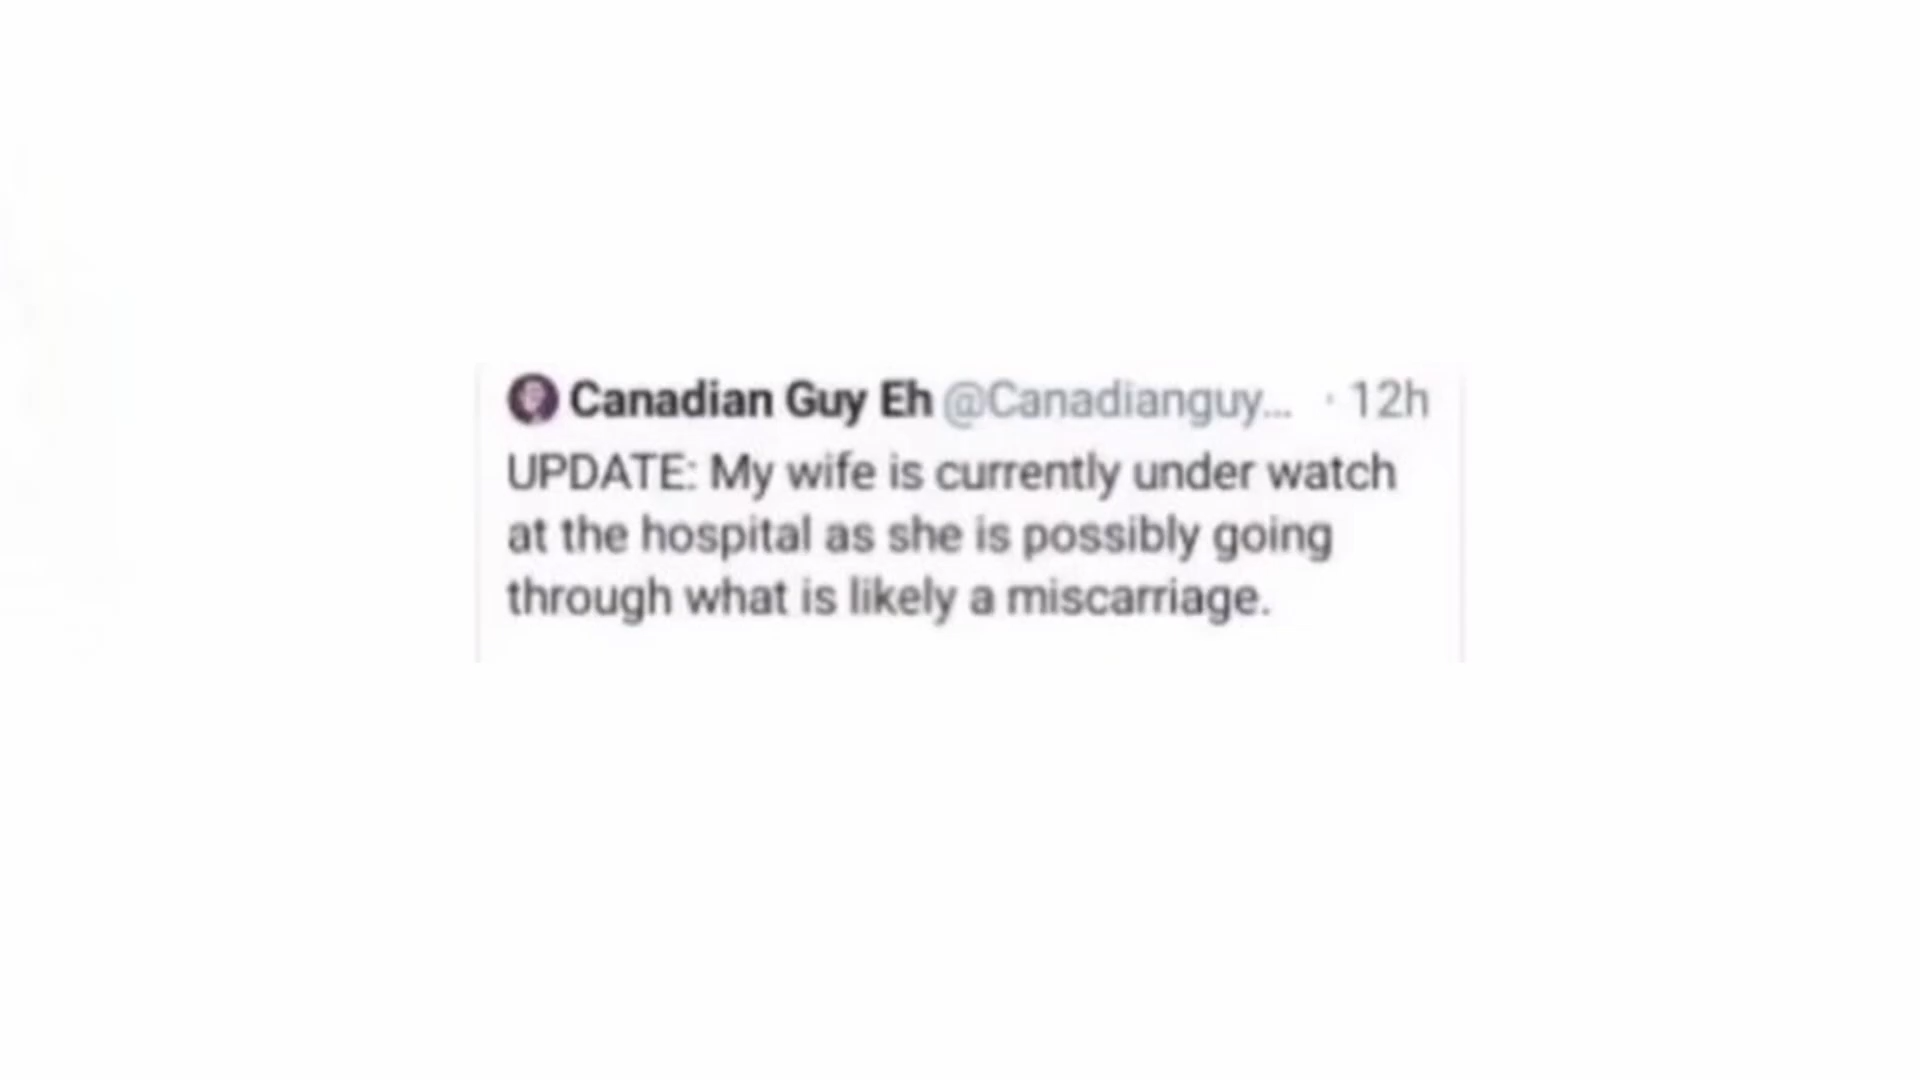 Canadian Guy Eh @Canadianguy... · 12h
UPDATE: My wife is currently under watch
at the hospital as she is possibly going
through what is likely a miscarriage.